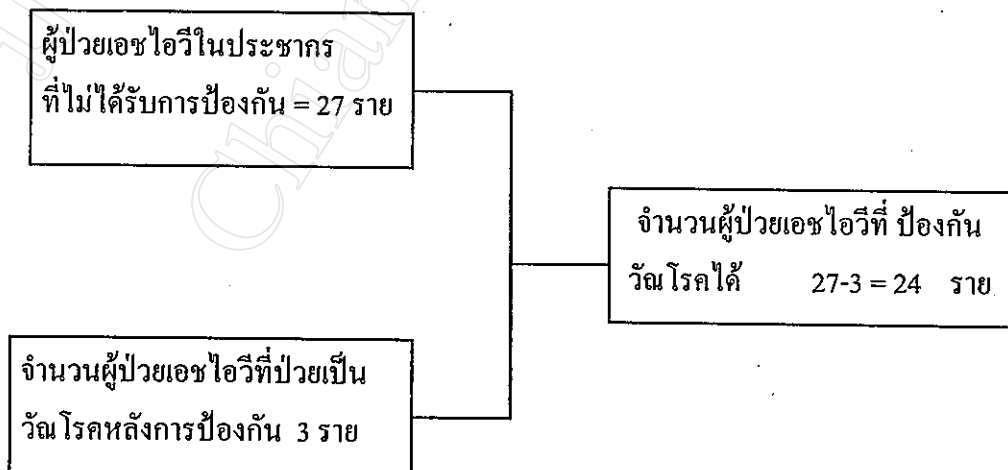 ผู้ป่วยเอชไอวีในประชากร
ที่ไม่ได้รับการป้องกัน = 27 ราย
จำนวนผู้ป่วยเอชไอวีที่ ป้องกัน
วัณโรคได้ 27-3 = 24 ราย
จำนวนผู้ป่วยเอชไอวีที่ป่วยเป็น
วัณโรคหลังการป้องกัน 3 ราย